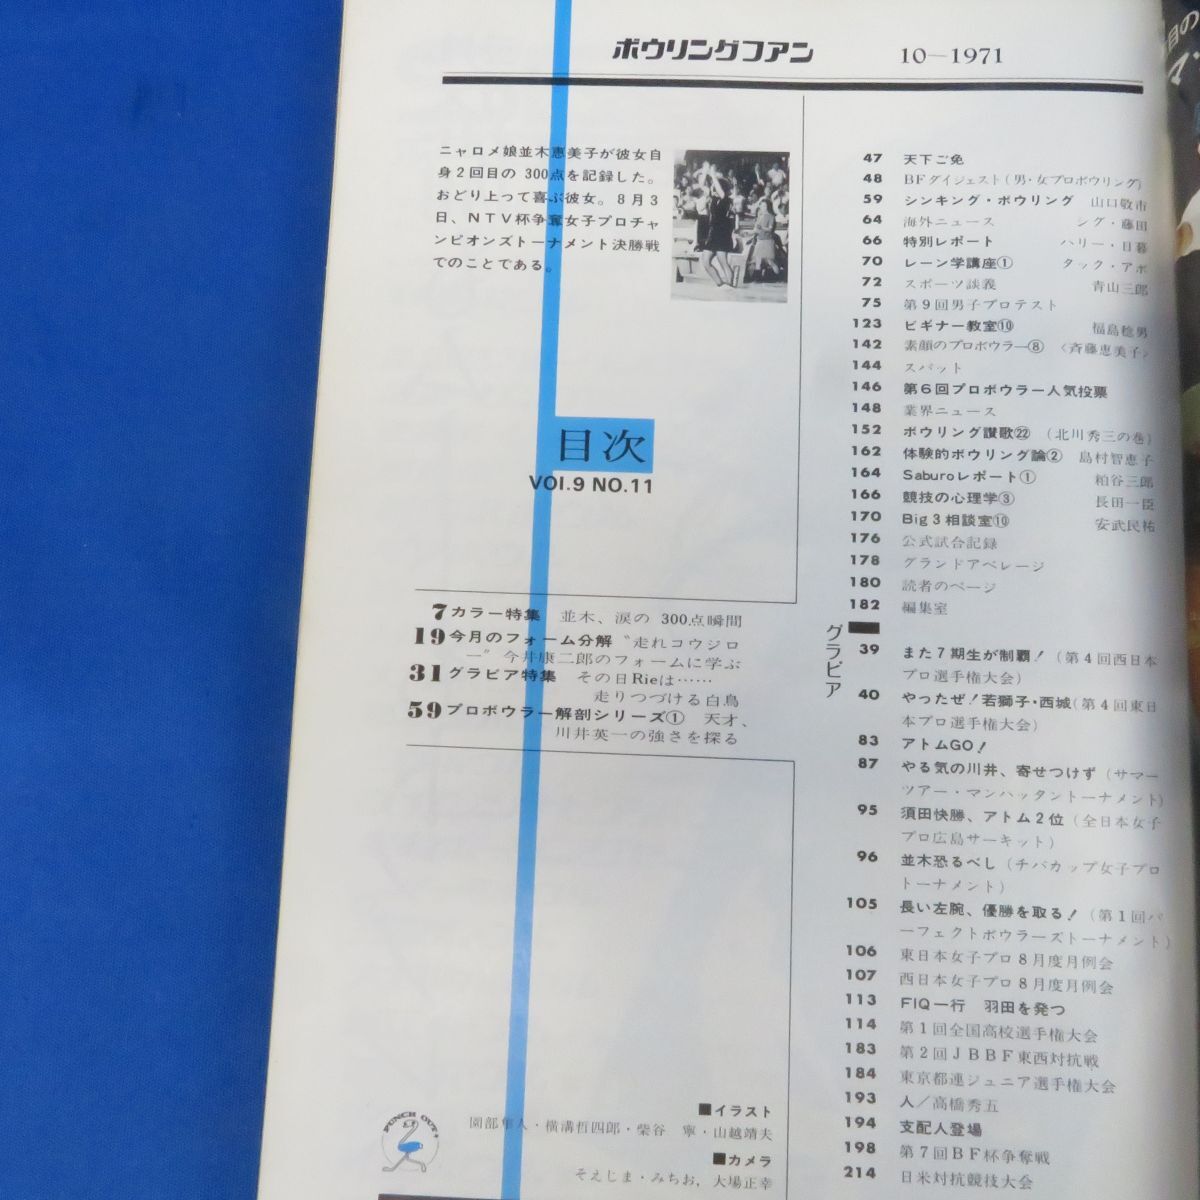 ボウリングファン 10—1971
ニャロメ娘並木恵美子が彼女自
身2回目の300点を記録した。
おどり上って喜ぶ彼女。8月3
日、NTV杯争奪女子プロチャ
ンピオンズトーナメント決勝戦
でのことである。
目次
VOl.9 NO.11
7 カラー特集 並木、涙の300点瞬間
19 今月のフォーム分解 “走れコウジロ
ー” 今井康二郎のフォームに学ぶ
31 グラビア特集 その日Rieは……
走りつづける白鳥
59 プロボウラー解剖シリーズ① 天才、
川井英一の強さを探る
47 天下ご免
48 BFダイジェスト(男・女プロボウリング)
59 シンキング・ボウリング 山口敏市
64 海外ニュース シグ・藤田
66 特別レポート ハリー・日暮
70 レーン学講座① タック・アボ
72 スポーツ談義 青山三郎
75 第9回男子プロテスト
123 ビギナー教室⑩ 福島稔男
142 素顔のプロボウラー⑧ 〈斉藤恵美子〉
144 スパット
146 第6回プロボウラー人気投票
148 業界ニュース
152 ボウリング讃歌㉒ (北川秀三の巻)
162 体験的ボウリング論② 島村智恵子
164 Saburoレポート① 粕谷三郎
166 競技の心理学③ 長田一臣
170 Big3相談室⑩ 安武民祐
176 公式試合記録
178 グランドアベレージ
180 読者のページ
182 編集室
グラビア
39 また7期生が制覇! (第4回西日本
プロ選手権大会)
40 やったぜ!若獅子・西城(第4回東日
本プロ選手権大会)
83 アトムGO!
87 やる気の川井、寄せつけず (サマー
ツアー・マンハッタントーナメント)
95 須田快勝、アトム2位 (全日本女子
プロ広島サーキット)
96 並木恐るべし (チバカップ女子プロ
トーナメント)
105 長い左腕、優勝を取る! (第1回パ
ーフェクトボウラーズトーナメント)
106 東日本女子プロ8月度月例会
107 西日本女子プロ8月度月例会
113 FIQ一行 羽田を発つ
114 第1回全国高校選手権大会
183 第2回JBBF東西対抗戦
184 東京都連ジュニア選手権大会
193 人/高橋秀五
194 支配人登場
198 第7回BF杯争奪戦
214 日米対抗競技大会
PUNCH OUT!
■イラスト
園部隼人・横溝哲四郎・柴谷 寧・山越靖夫
■カメラ
そえじま・みちお, 大場正幸